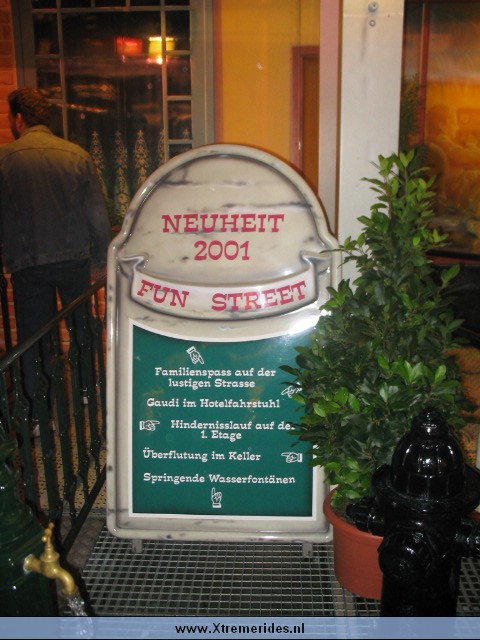 NEUHEIT
2001
FUN STREET
Familienspass auf der
lustigen Strasse
Gaudi im Hotelfahrstuhl
Hindernisslauf auf der
1. Etage
Überflutung im Keller
Springende Wasserfontänen
www.Xtremerides.nl